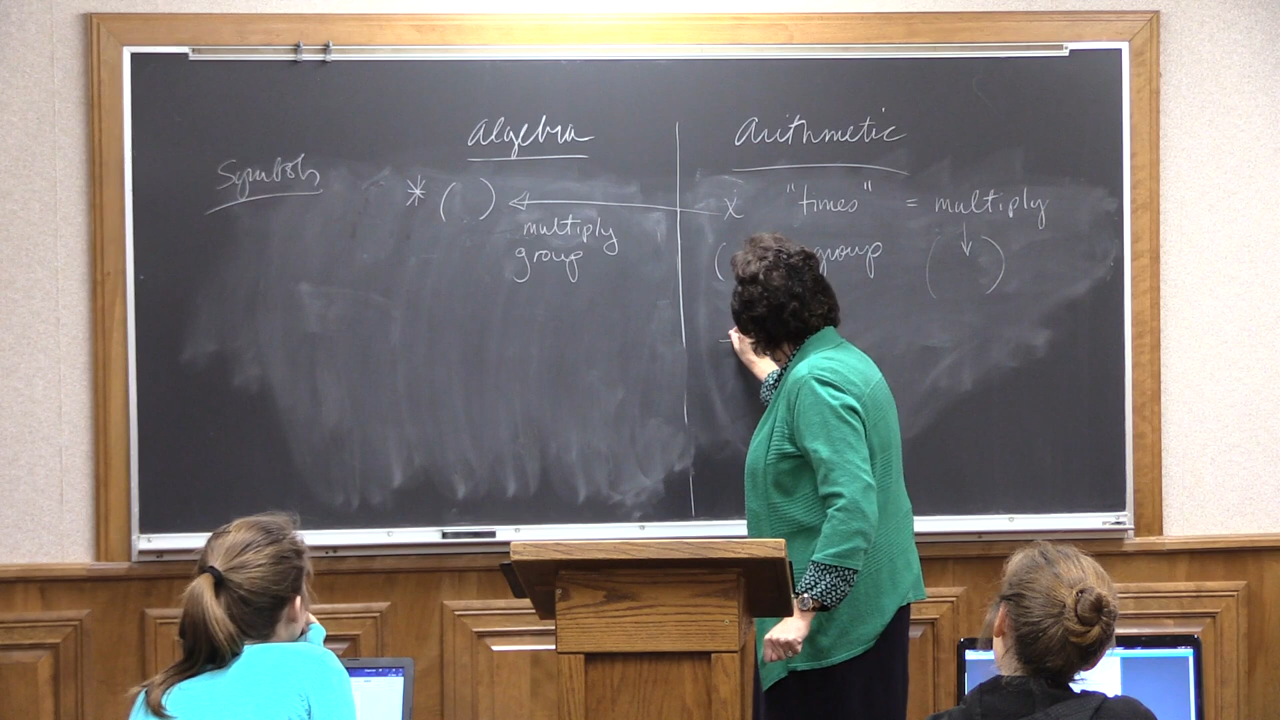 algebra
arithmetic
Symbols
* ( )
x "times" = multiply
multiply
group
( group ( )